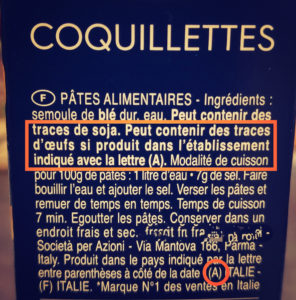 COQUILLETTES
F PÂTES ALIMENTAIRES - Ingrédients :
semoule de blé dur, eau. Peut contenir des
traces de soja. Peut contenir des traces
d'œufs si produit dans l'établissement
indiqué avec la lettre (A). Modalité de cuisson
pour 100g de pâtes : 1 litre d'eau • 7g de sel. Faire
bouillir l'eau et ajouter le sel. Verser les pâtes et
remuer de temps en temps. Temps de cuisson
7 min. Egoutter les pâtes. Conserver dans un
endroit frais et sec.
Società per Azioni - Via Mantova 166, Parma -
Italie. Produit dans le pays indiqué par la lettre
entre parenthèses à côté de la date (A) ITALIE -
(F) ITALIE. *Marque N°1 des ventes en Italie